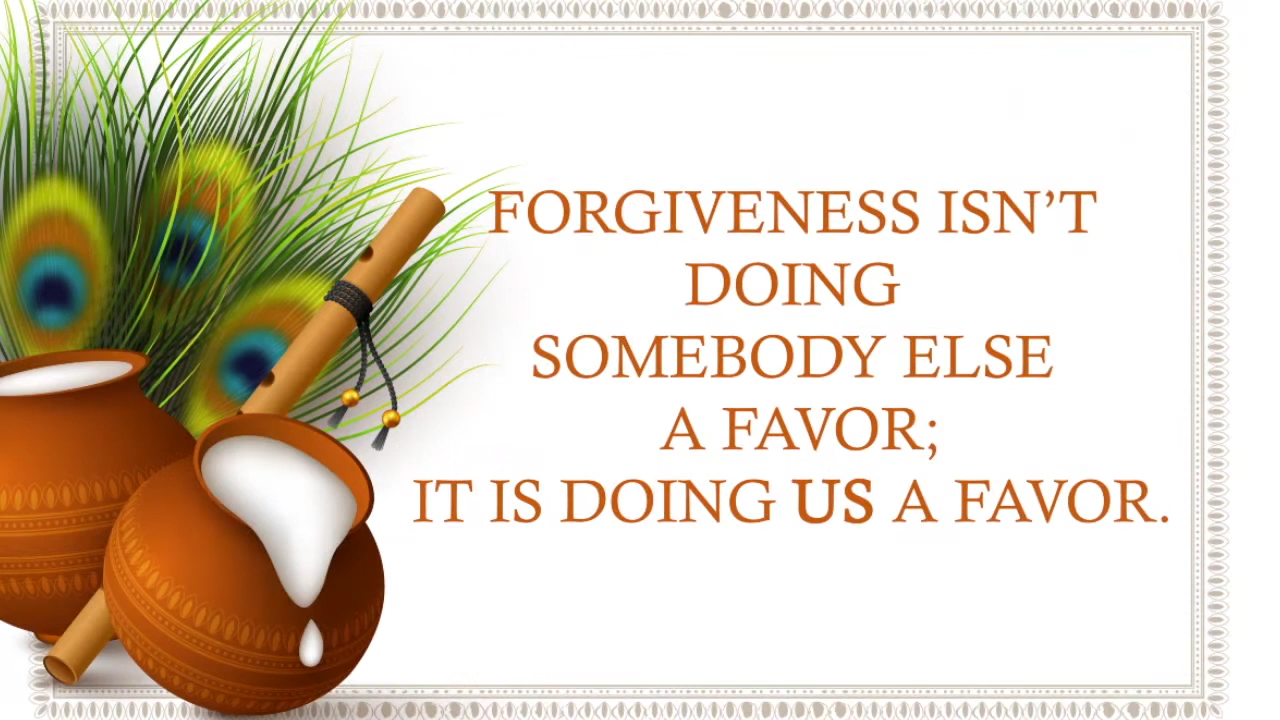 FORGIVENESS ISN’T
DOING
SOMEBODY ELSE
A FAVOR;
IT IS DOING US A FAVOR.